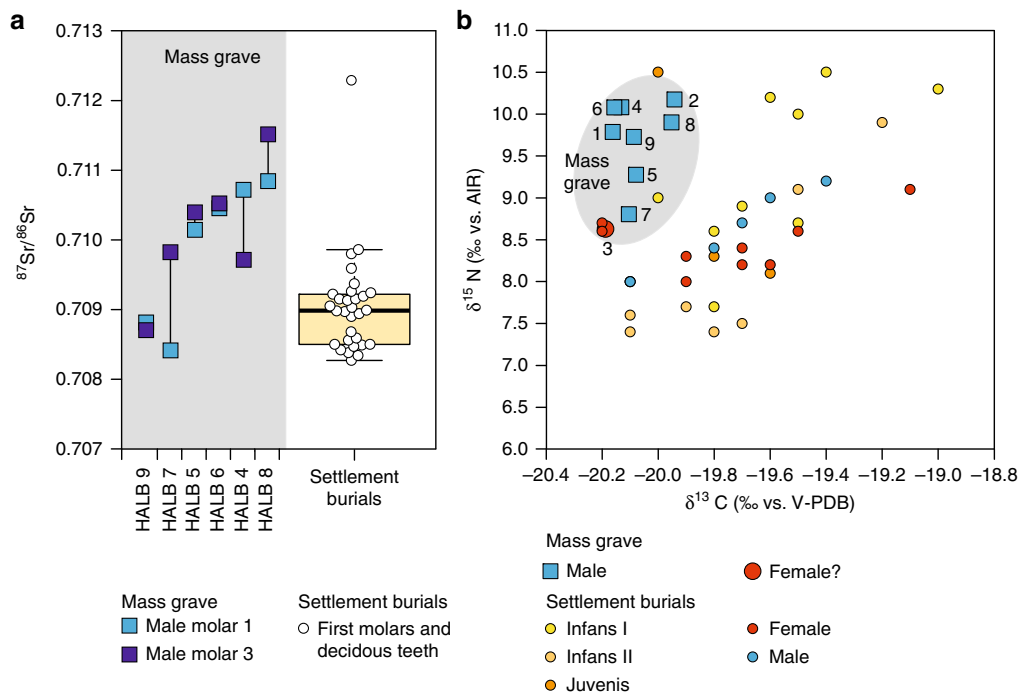 a
0.713
0.712
0.711
0.710
0.709
0.708
0.707
87Sr/86Sr
Mass grave
HALB 9
HALB 7
HALB 5
HALB 6
HALB 4
HALB 8
Settlement
burials
Mass grave
Male molar 1
Male molar 3
Settlement burials
First molars and
decidous teeth
b
11.0
10.5
10.0
9.5
9.0
8.5
8.0
7.5
7.0
6.5
6.0
δ15 N (‰ vs. AIR)
6
4
2
8
1
9
5
7
3
Mass
grave
−20.4
−20.2
−20.0
−19.8
−19.6
−19.4
−19.2
−19.0
−18.8
δ13 C (‰ vs. V-PDB)
Mass grave
Male
Female?
Settlement burials
Infans I
Female
Infans II
Male
Juvenis